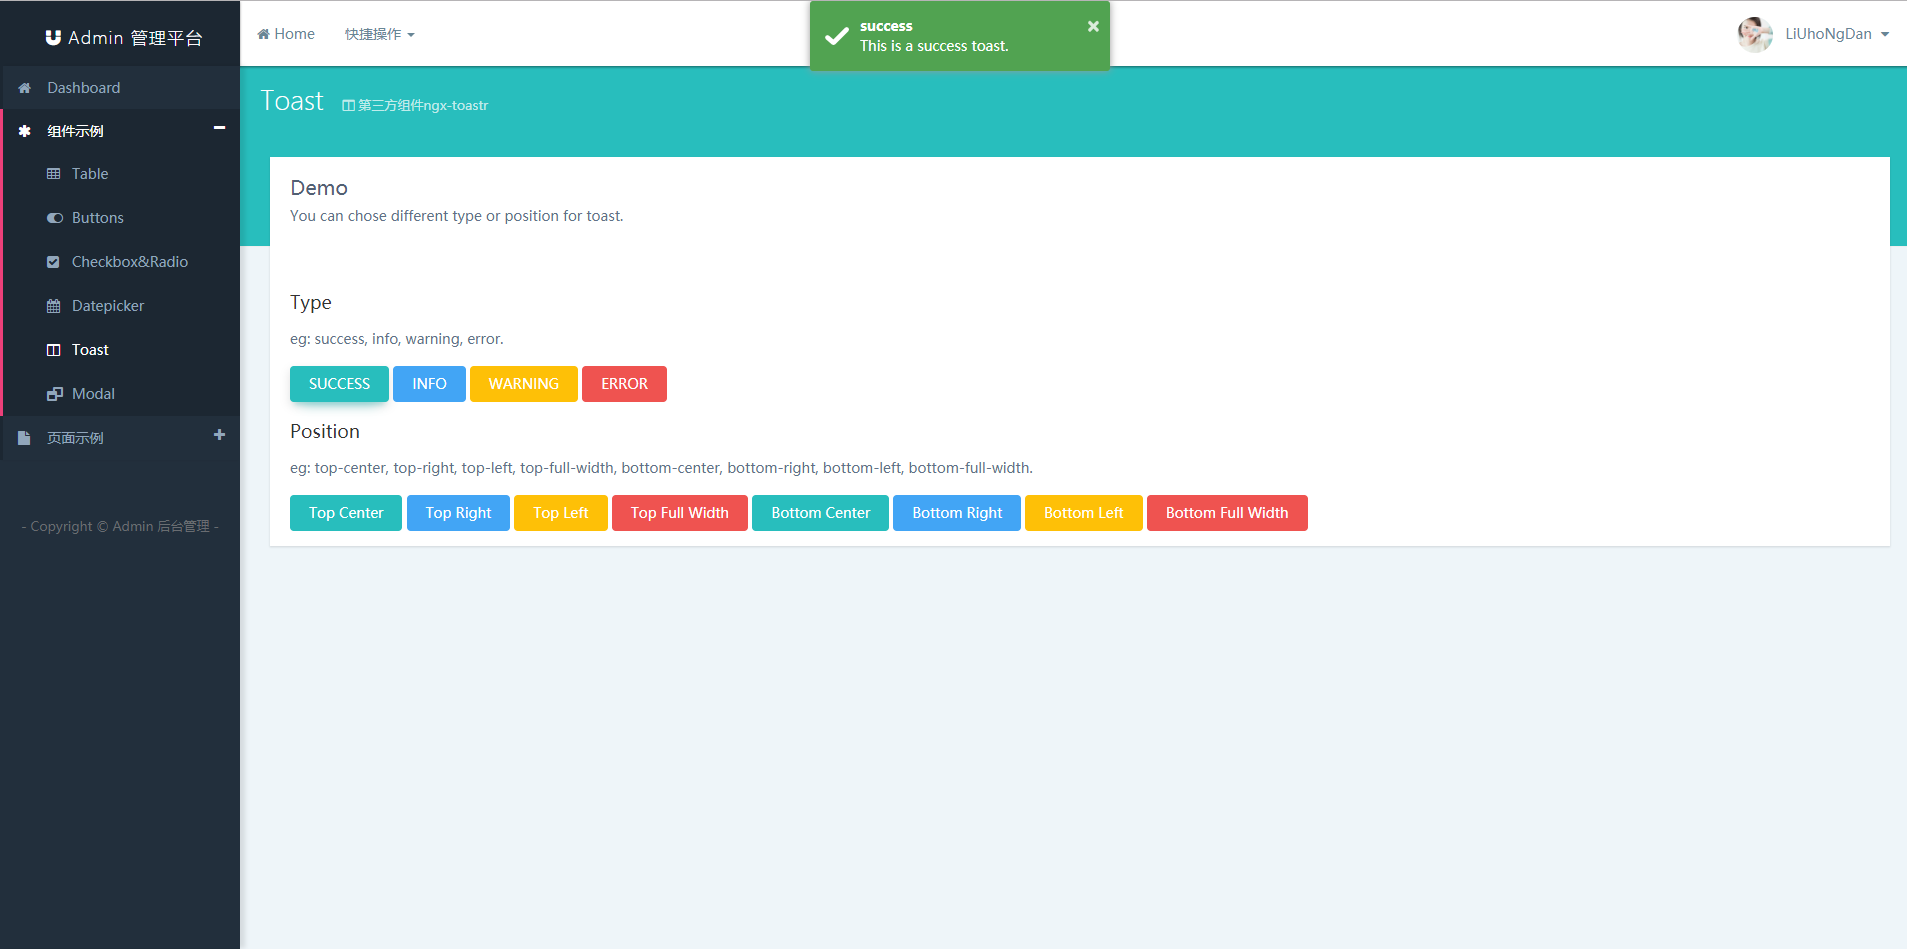 Admin 管理平台
Home
快捷操作
success
This is a success toast.
LiUhoNgDan
Dashboard
组件示例
Table
Buttons
Checkbox&Radio
Datepicker
Toast
Modal
页面示例
- Copyright © Admin 后台管理 -
Toast
第三方组件ngx-toastr
Demo
You can chose different type or position for toast.
Type
eg: success, info, warning, error.
SUCCESS INFO WARNING ERROR
Position
eg: top-center, top-right, top-left, top-full-width, bottom-center, bottom-right, bottom-left, bottom-full-width.
Top Center Top Right Top Left Top Full Width Bottom Center Bottom Right Bottom Left Bottom Full Width